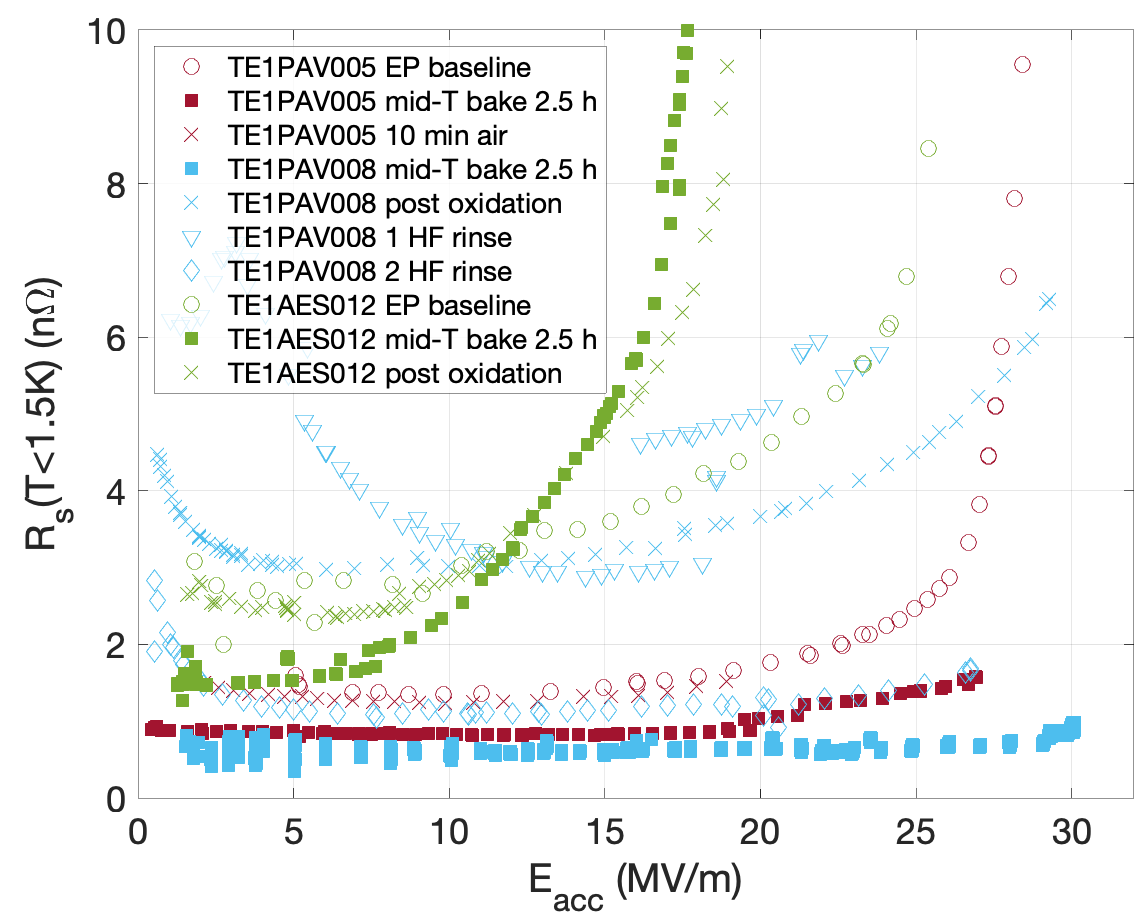 10
8
6
4
2
0
R_s(T<1.5K) (nΩ)
TE1PAV005 EP baseline
TE1PAV005 mid-T bake 2.5 h
TE1PAV005 10 min air
TE1PAV008 mid-T bake 2.5 h
TE1PAV008 post oxidation
TE1PAV008 1 HF rinse
TE1PAV008 2 HF rinse
TE1AES012 EP baseline
TE1AES012 mid-T bake 2.5 h
TE1AES012 post oxidation
0 5 10 15 20 25 30
E_acc (MV/m)